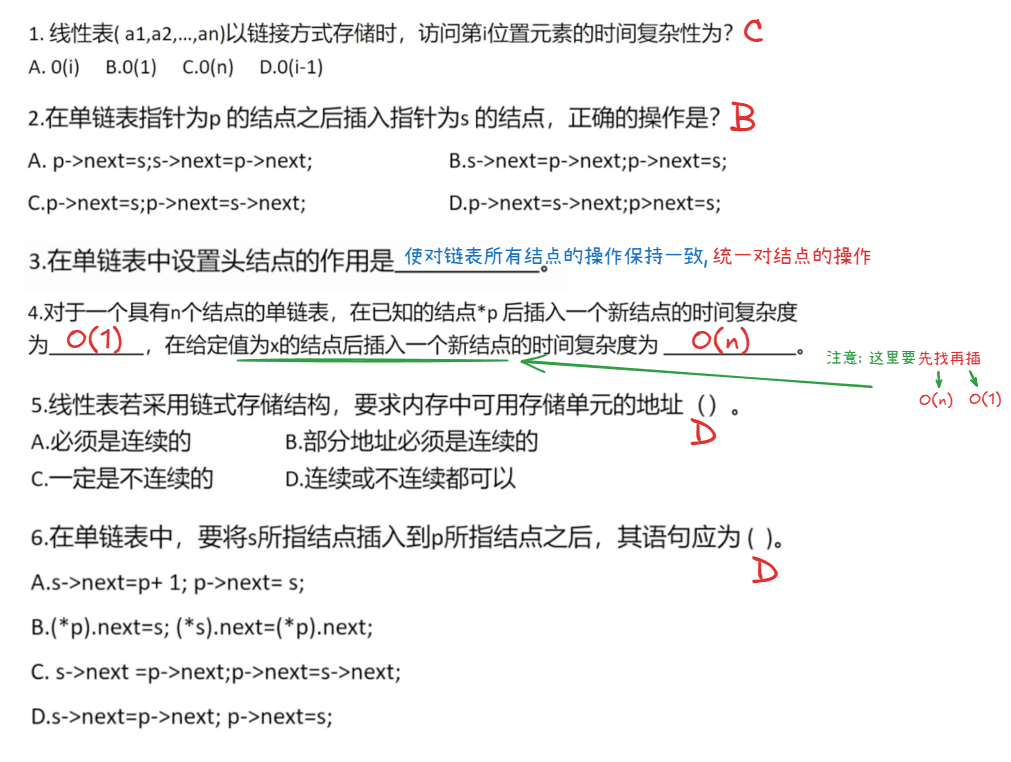 1. 线性表( a1,a2,...,an)以链接方式存储时，访问第i位置元素的时间复杂性为？ C
A. 0(i) B.0(1) C.0(n) D.0(i-1)
2.在单链表指针为p 的结点之后插入指针为s 的结点，正确的操作是？ B
A. p->next=s;s->next=p->next; B.s->next=p->next;p->next=s;
C.p->next=s;p->next=s->next; D.p->next=s->next;p>next=s;
3.在单链表中设置头结点的作用是____________。 使对链表所有结点的操作保持一致, 统一对结点的操作
4.对于一个具有n个结点的单链表，在已知的结点*p 后插入一个新结点的时间复杂度
为 O(1) ，在给定值为x的结点后插入一个新结点的时间复杂度为 O(n) 。
注意: 这里要先找再插
O(n) O(1)
5.线性表若采用链式存储结构，要求内存中可用存储单元的地址（）。
D
A.必须是连续的 B.部分地址必须是连续的
C.一定是不连续的 D.连续或不连续都可以
6.在单链表中，要将s所指结点插入到p所指结点之后，其语句应为 ( )。
D
A.s->next=p+ 1; p->next= s;
B.(*p).next=s; (*s).next=(*p).next;
C. s->next =p->next;p->next=s->next;
D.s->next=p->next; p->next=s;